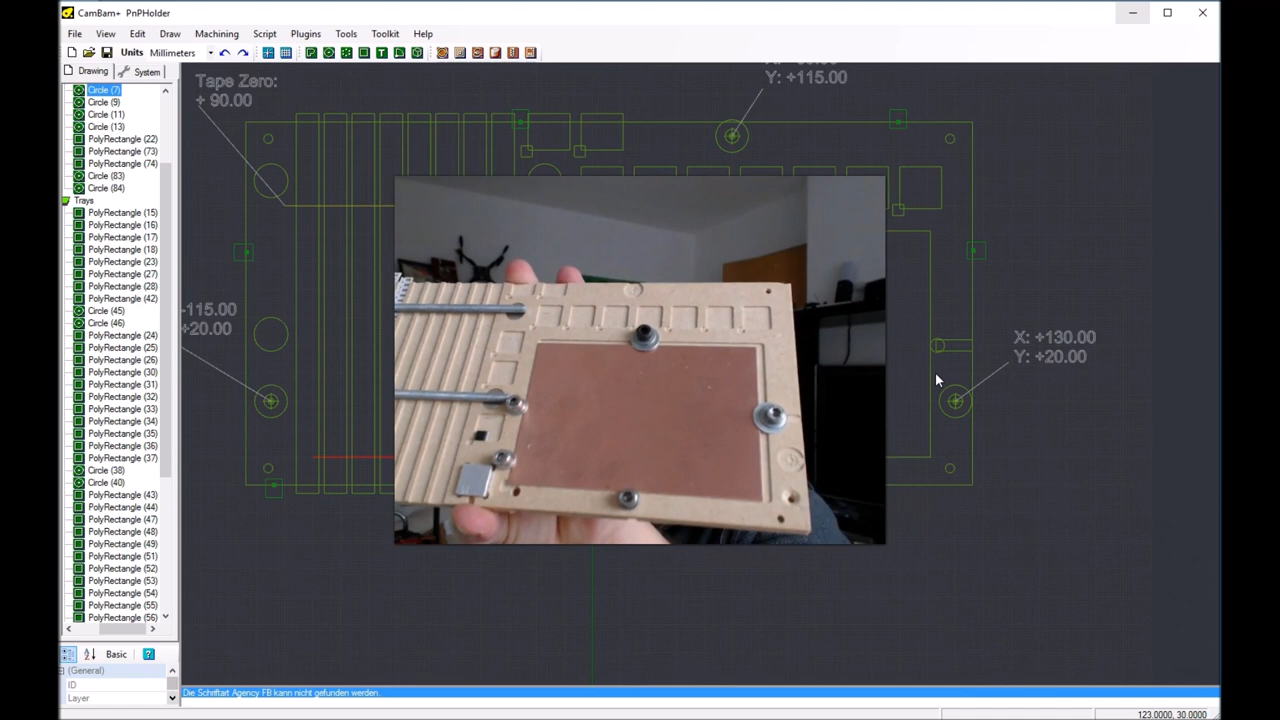 CamBam+ PnPHolder
File View Edit Draw Machining Script Plugins Tools Toolkit Help
Units Millimeters
Drawing System
Circle (7)
Circle (9)
Circle (11)
Circle (13)
PolyRectangle (22)
PolyRectangle (73)
PolyRectangle (74)
Circle (83)
Circle (84)
Trays
PolyRectangle (15)
PolyRectangle (16)
PolyRectangle (17)
PolyRectangle (18)
PolyRectangle (23)
PolyRectangle (27)
PolyRectangle (28)
PolyRectangle (42)
Circle (45)
Circle (46)
PolyRectangle (24)
PolyRectangle (25)
PolyRectangle (26)
PolyRectangle (30)
PolyRectangle (31)
PolyRectangle (32)
PolyRectangle (33)
PolyRectangle (34)
PolyRectangle (35)
PolyRectangle (36)
PolyRectangle (37)
Circle (38)
Circle (40)
PolyRectangle (43)
PolyRectangle (44)
PolyRectangle (47)
PolyRectangle (48)
PolyRectangle (49)
PolyRectangle (51)
PolyRectangle (52)
PolyRectangle (53)
PolyRectangle (54)
PolyRectangle (55)
PolyRectangle (56)
Basic
(General)
ID
Layer
Tape Zero:
+ 90.00
Y: +115.00
-115.00
+20.00
X: +130.00
Y: +20.00
Die Schriftart Agency FB kann nicht gefunden werden.
123.0000, 30.0000